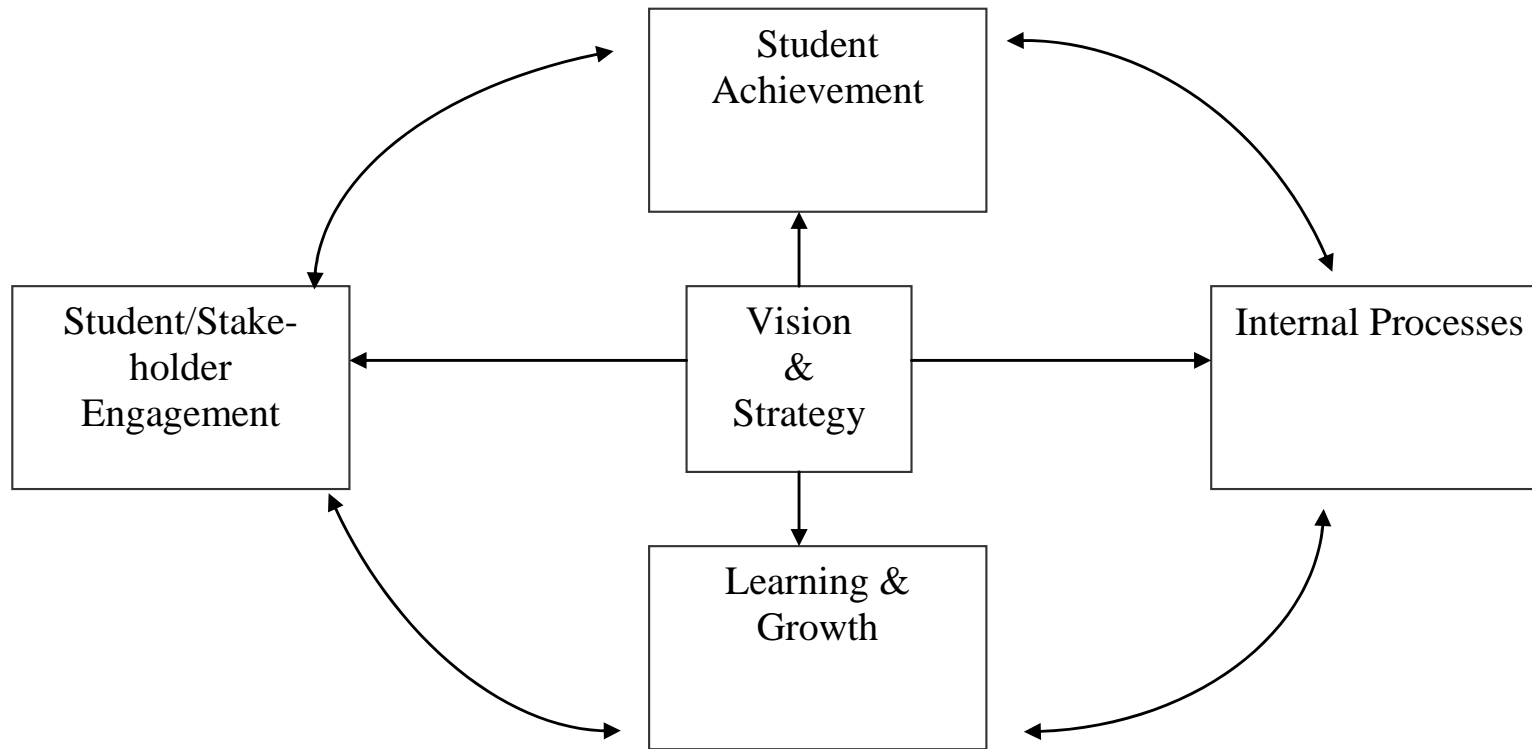 Student
Achievement
Student/Stake-
holder
Engagement
Vision
&
Strategy
Internal Processes
Learning &
Growth